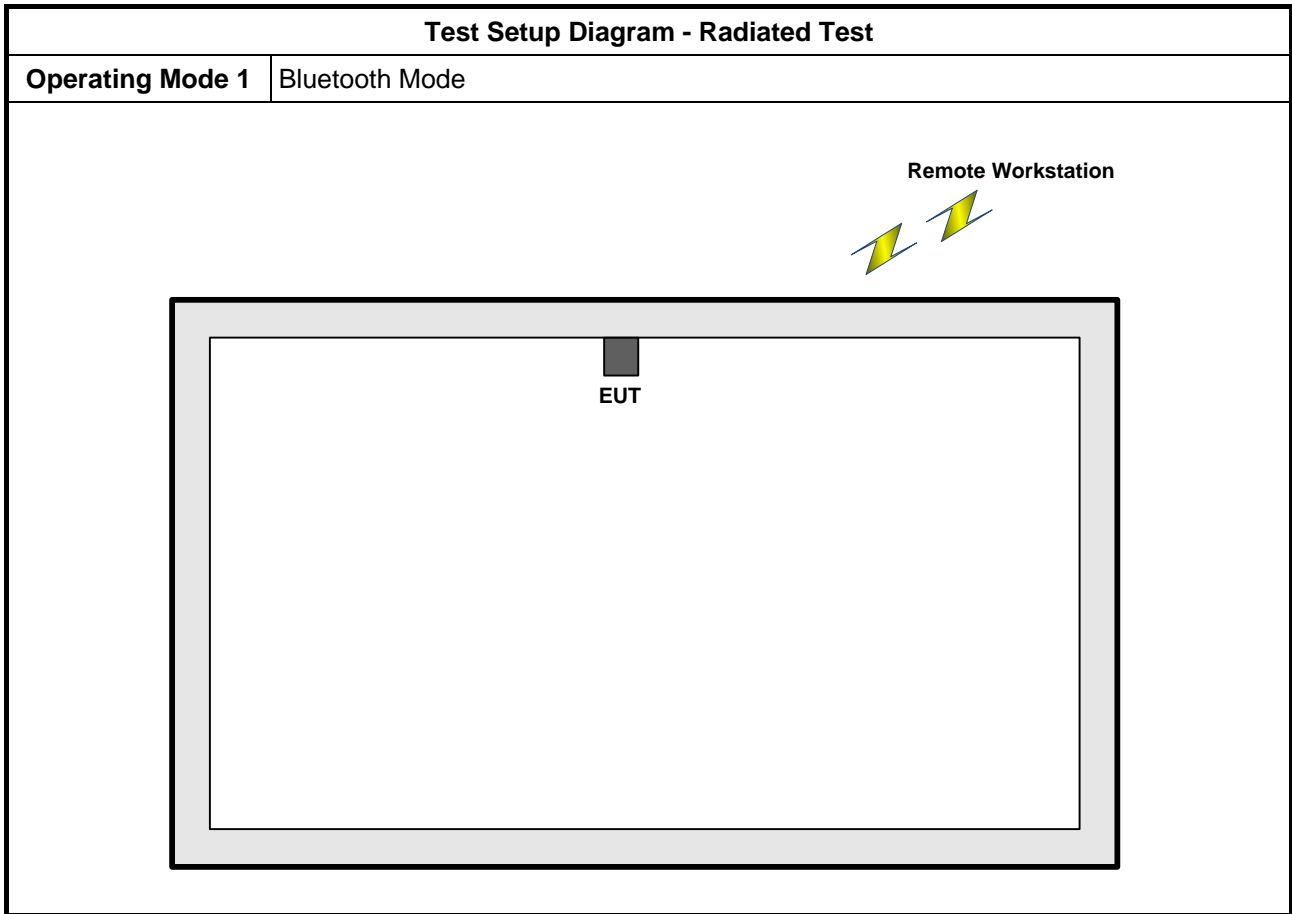 Test Setup Diagram - Radiated Test
Operating Mode 1 Bluetooth Mode
Remote Workstation
EUT